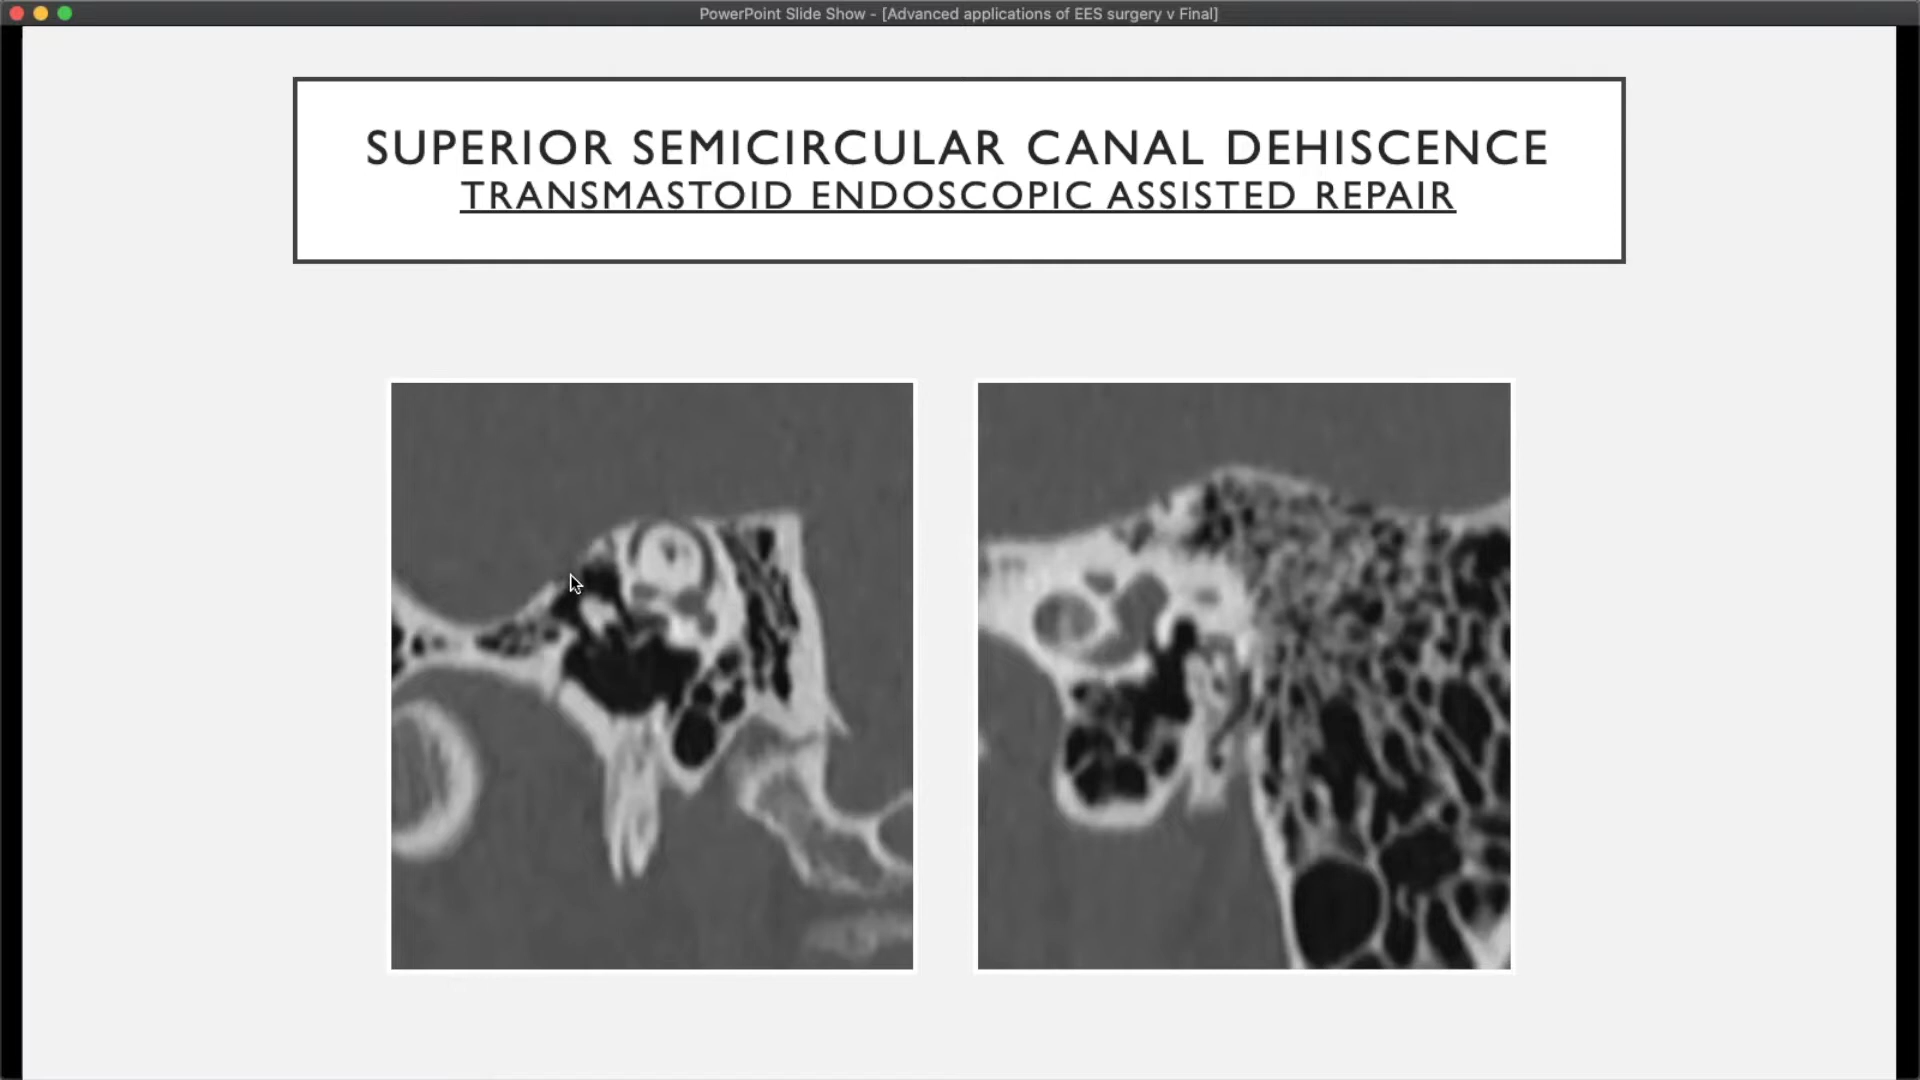 PowerPoint Slide Show - [Advanced applications of EES surgery v Final]
SUPERIOR SEMICIRCULAR CANAL DEHISCENCE
TRANSMASTOID ENDOSCOPIC ASSISTED REPAIR